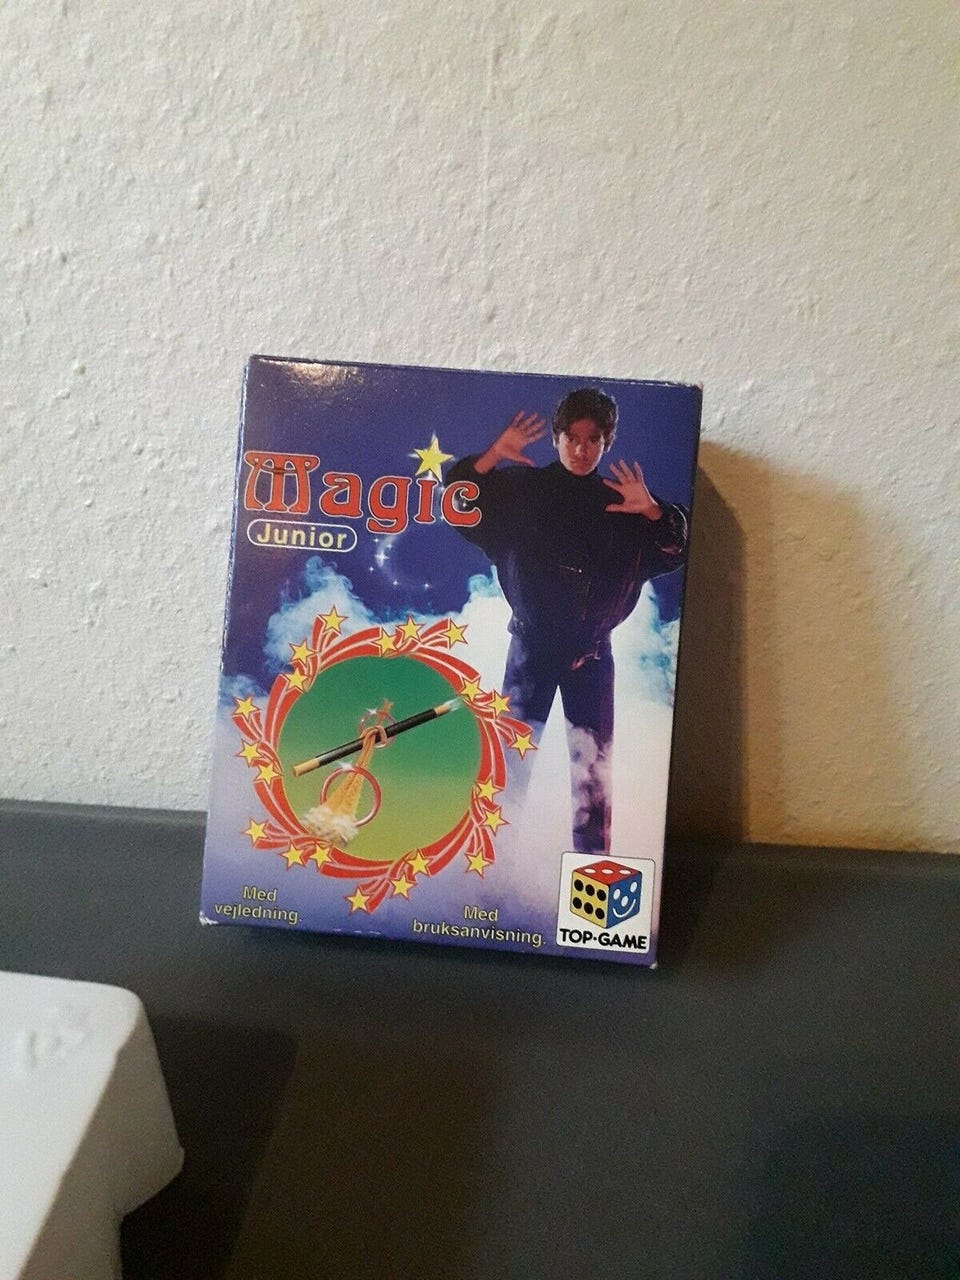 Magic
Junior
Med
vejledning.
Med
bruksanvisning.
TOP-GAME